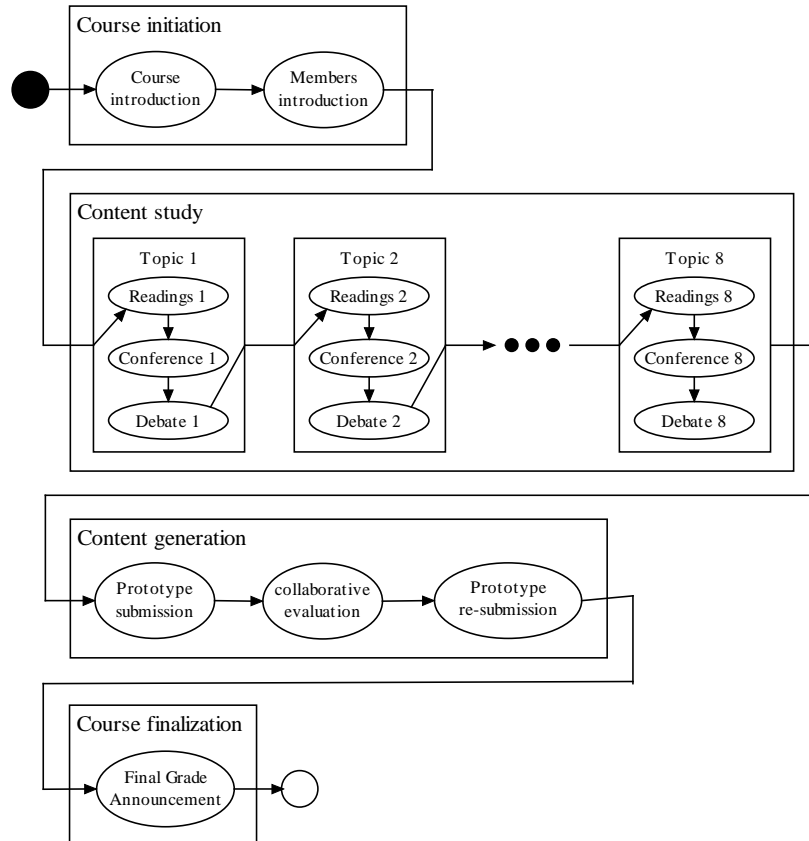 Course initiation
Course
introduction
Members
introduction
Content study
Topic 1
Readings 1
Conference 1
Debate 1
Topic 2
Readings 2
Conference 2
Debate 2
Topic 8
Readings 8
Conference 8
Debate 8
Content generation
Prototype
submission
collaborative
evaluation
Prototype
re-submission
Course finalization
Final Grade
Announcement